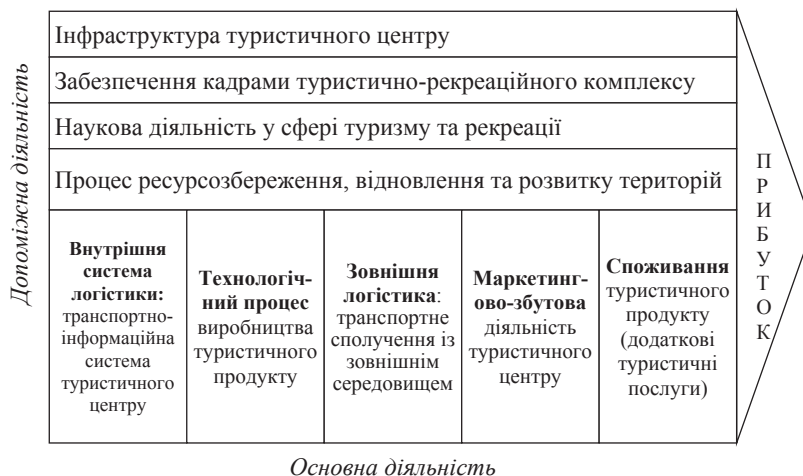 Допоміжна діяльність
Інфраструктура туристичного центру
Забезпечення кадрами туристично-рекреаційного комплексу
Наукова діяльність у сфері туризму та рекреації
Процес ресурсозбереження, відновлення та розвитку територій
Внутрішня
система
логістики:
транспортно-
інформаційна
система
туристичного
центру
Технологіч-
ний процес
виробництва
туристичного
продукту
Зовнішня
логістика:
транспортне
сполучення із
зовнішнім
середовищем
Маркетинг-
ово-збутова
діяльність
туристичного
центру
Споживання
туристичного
продукту
(додаткові
туристичні
послуги)
ПРИБУТОК
Основна діяльність